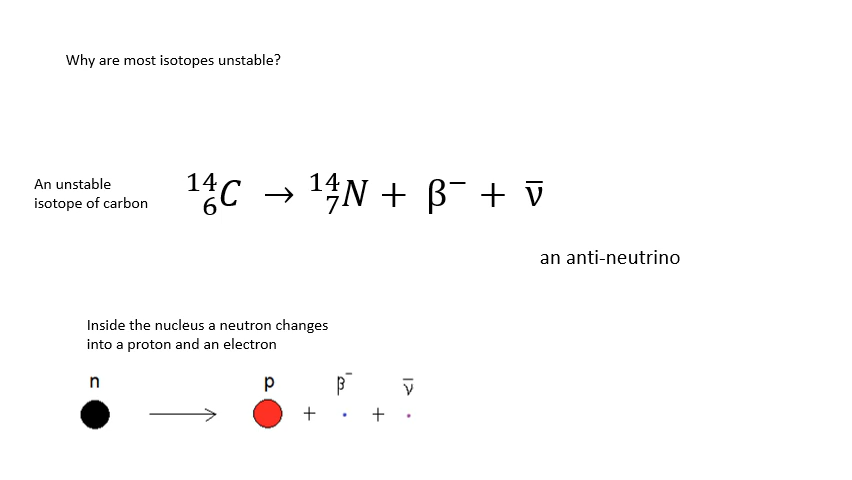 Why are most isotopes unstable?
An unstable
isotope of carbon
¹⁴₆C → ¹⁴₇N + β⁻ + ν̅
an anti-neutrino
Inside the nucleus a neutron changes
into a proton and an electron
n p β⁻ ν̅
→ + +